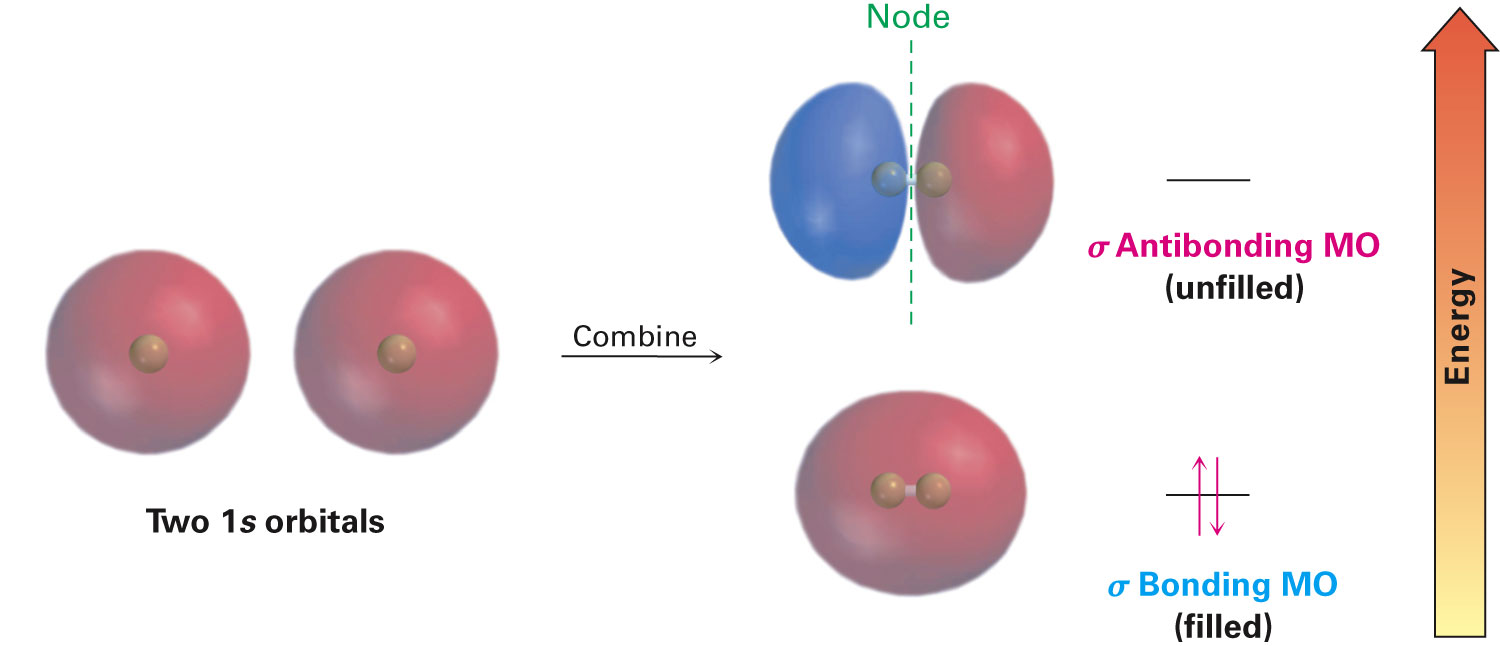 Node
σ Antibonding MO
(unfilled)
Energy
Combine
Two 1s orbitals
σ Bonding MO
(filled)